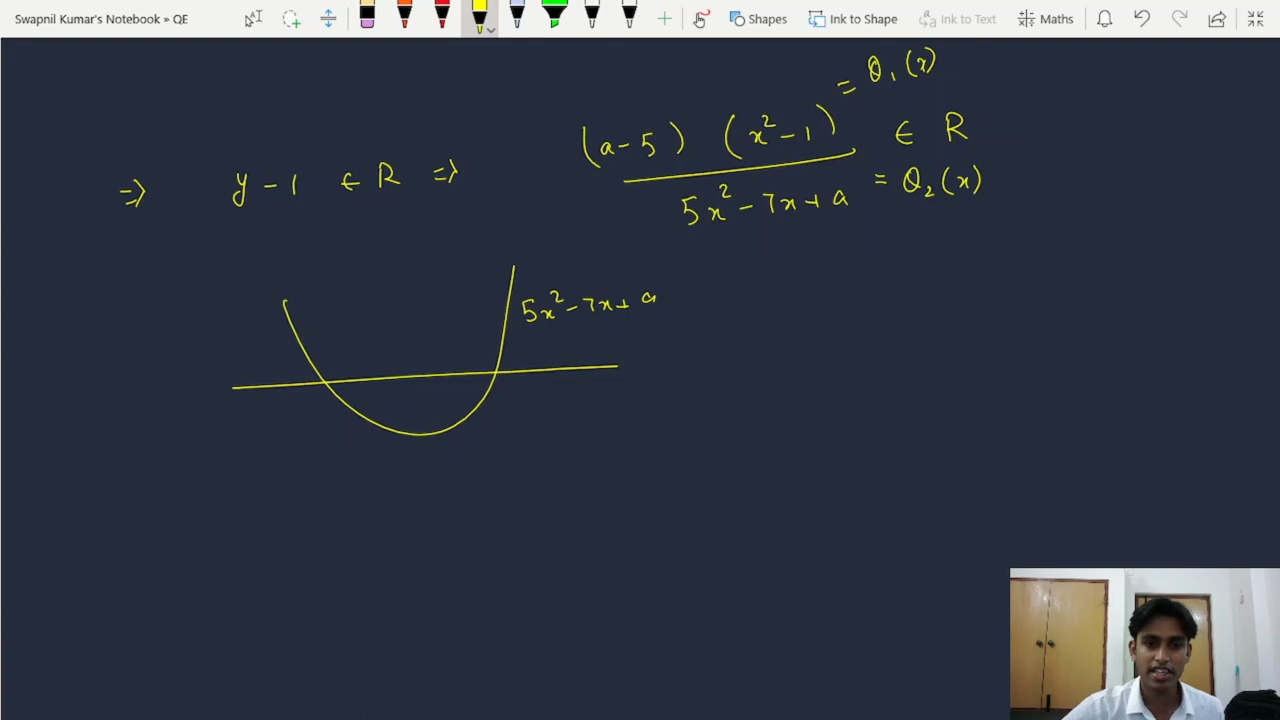 Swapnil Kumar's Notebook » QE
Shapes
Ink to Shape
Ink to Text
Maths
= Q₁(x)
⇒ y - 1 ∈ R ⇒ (a-5) (x²-1) / 5x² - 7x + a ∈ R
= Q₂(x)
5x² - 7x + a